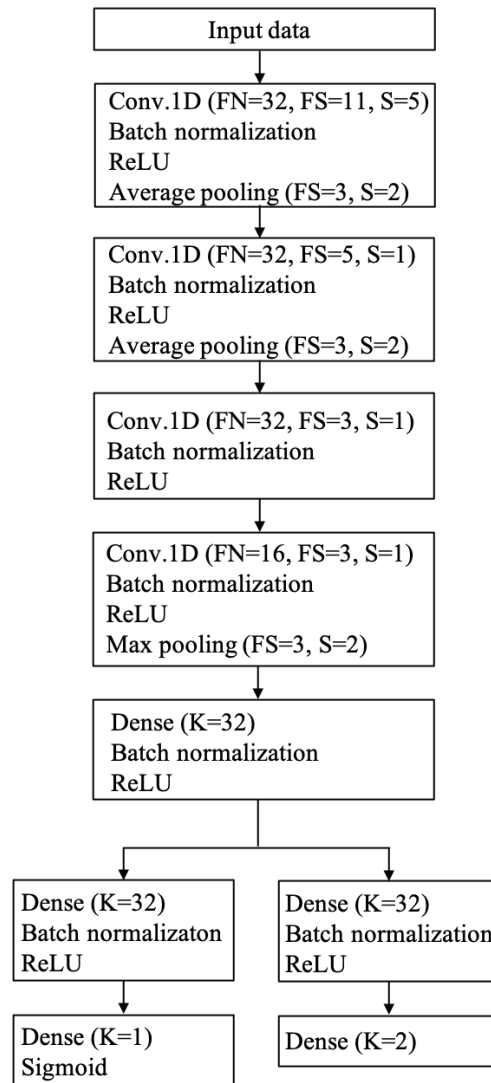 Input data
Conv.1D (FN=32, FS=11, S=5)
Batch normalization
ReLU
Average pooling (FS=3, S=2)
Conv.1D (FN=32, FS=5, S=1)
Batch normalization
ReLU
Average pooling (FS=3, S=2)
Conv.1D (FN=32, FS=3, S=1)
Batch normalization
ReLU
Conv.1D (FN=16, FS=3, S=1)
Batch normalization
ReLU
Max pooling (FS=3, S=2)
Dense (K=32)
Batch normalization
ReLU
Dense (K=32)
Batch normalizaton
ReLU
Dense (K=32)
Batch normalization
ReLU
Dense (K=1)
Sigmoid
Dense (K=2)